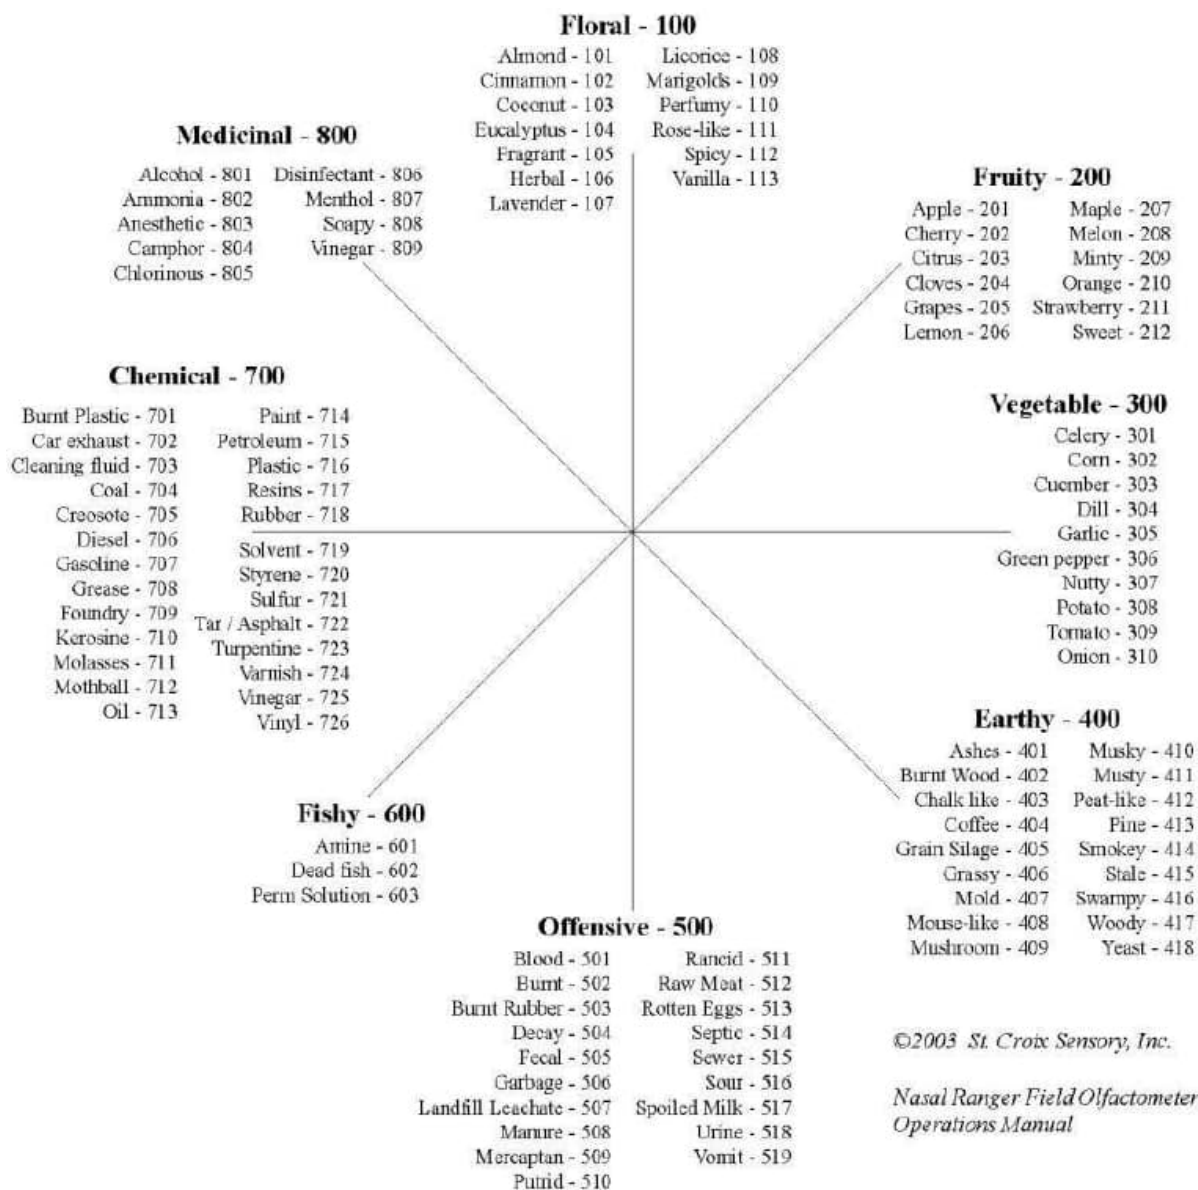 Floral - 100
Almond - 101
Cinnamon - 102
Coconut - 103
Eucalyptus - 104
Fragrant - 105
Herbal - 106
Lavender - 107
Licorice - 108
Marigolds - 109
Perfumy - 110
Rose-like - 111
Spicy - 112
Vanilla - 113
Fruity - 200
Apple - 201
Cherry - 202
Citrus - 203
Cloves - 204
Grapes - 205
Lemon - 206
Maple - 207
Melon - 208
Minty - 209
Orange - 210
Strawberry - 211
Sweet - 212
Vegetable - 300
Celery - 301
Corn - 302
Cucmber - 303
Dill - 304
Garlic - 305
Green pepper - 306
Nutty - 307
Potato - 308
Tomato - 309
Onion - 310
Earthy - 400
Ashes - 401
Burnt Wood - 402
Chalk like - 403
Coffee - 404
Grain Silage - 405
Grassy - 406
Mold - 407
Mouse-like - 408
Mushroom - 409
Musky - 410
Musty - 411
Peat-like - 412
Pine - 413
Smokey - 414
Stale - 415
Swampy - 416
Woody - 417
Yeast - 418
Offensive - 500
Blood - 501
Burnt - 502
Burnt Rubber - 503
Decay - 504
Fecal - 505
Garbage - 506
Landfill Leachate - 507
Manure - 508
Mercaptan - 509
Putrid - 510
Rancid - 511
Raw Meat - 512
Rotten Eggs - 513
Septic - 514
Sewer - 515
Sour - 516
Spoiled Milk - 517
Urine - 518
Vomit - 519
Fishy - 600
Amine - 601
Dead fish - 602
Perm Solution - 603
Chemical - 700
Burnt Plastic - 701
Car exhaust - 702
Cleaning fluid - 703
Coal - 704
Creosote - 705
Diesel - 706
Gasoline - 707
Grease - 708
Foundry - 709
Kerosine - 710
Molasses - 711
Mothball - 712
Oil - 713
Paint - 714
Petroleum - 715
Plastic - 716
Resins - 717
Rubber - 718
Solvent - 719
Styrene - 720
Sulfur - 721
Tar / Asphalt - 722
Turpentine - 723
Varnish - 724
Vinegar - 725
Vinyl - 726
Medicinal - 800
Alcohol - 801
Ammonia - 802
Anesthetic - 803
Camphor - 804
Chlorinous - 805
Disinfectant - 806
Menthol - 807
Soapy - 808
Vinegar - 809
©2003 St. Croix Sensory, Inc.
Nasal Ranger Field Olfactometer
Operations Manual